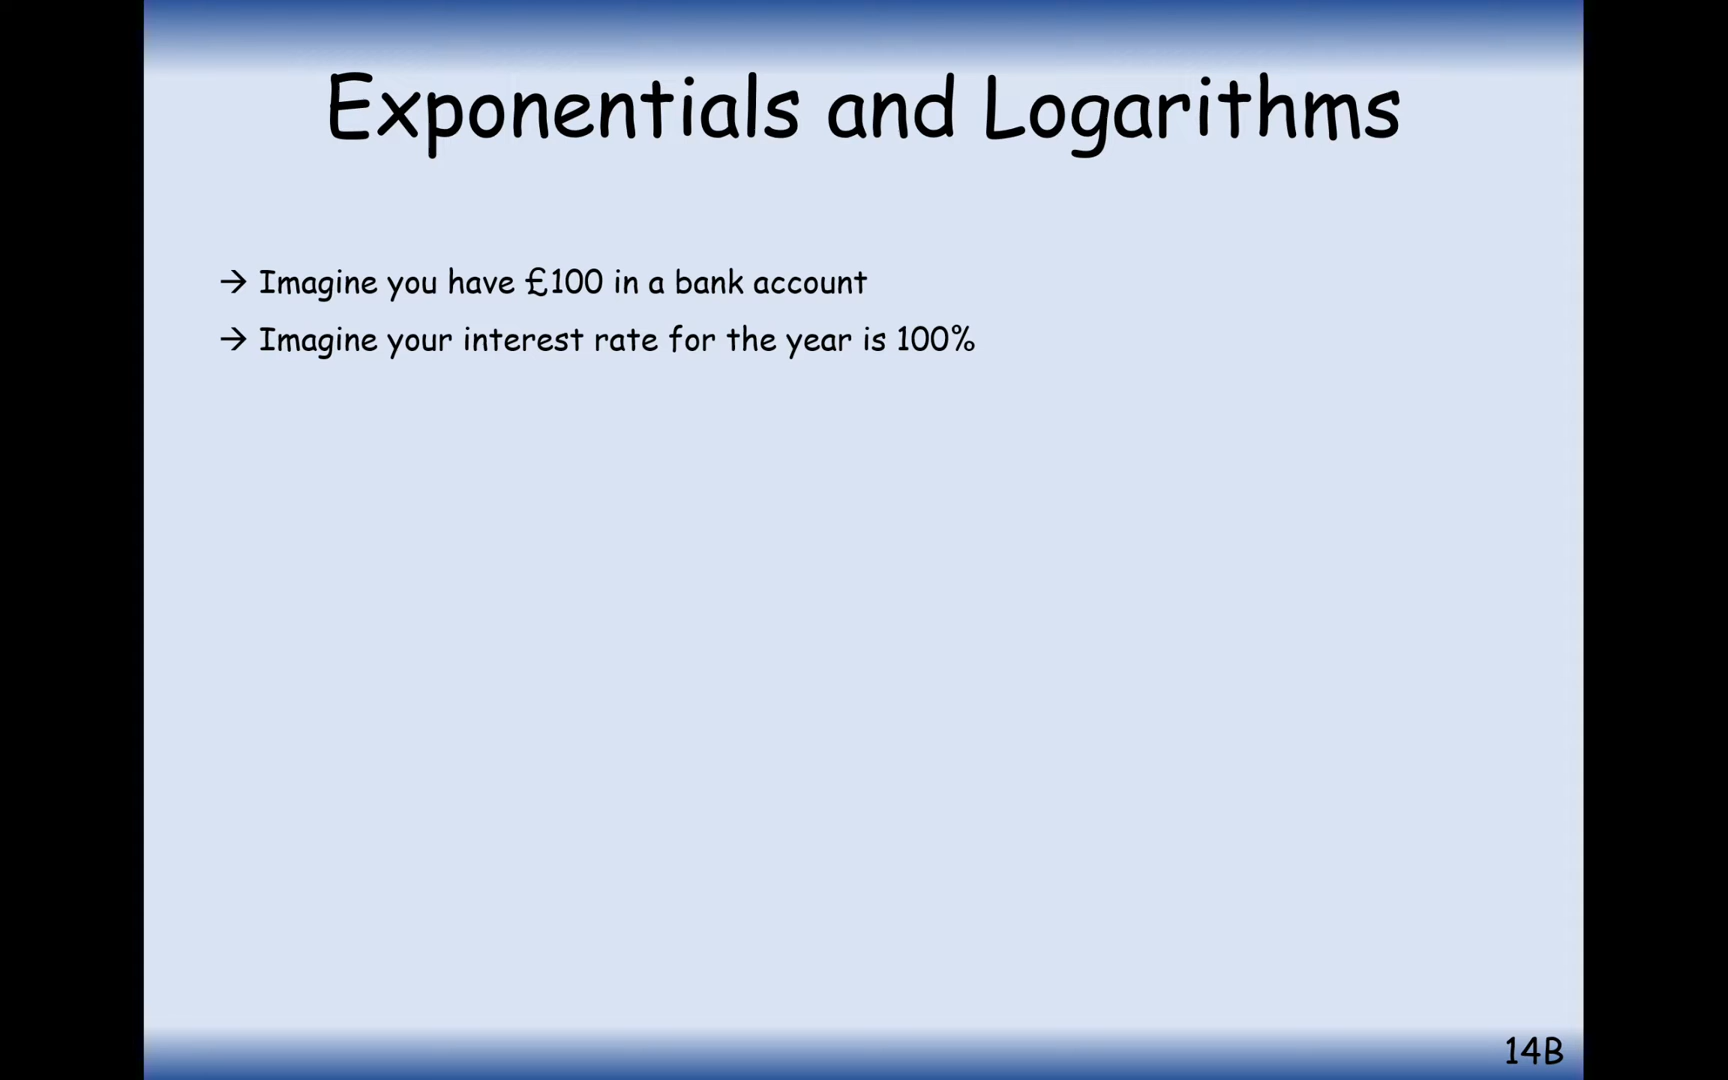 Exponentials and Logarithms
→ Imagine you have £100 in a bank account
→ Imagine your interest rate for the year is 100%
14B